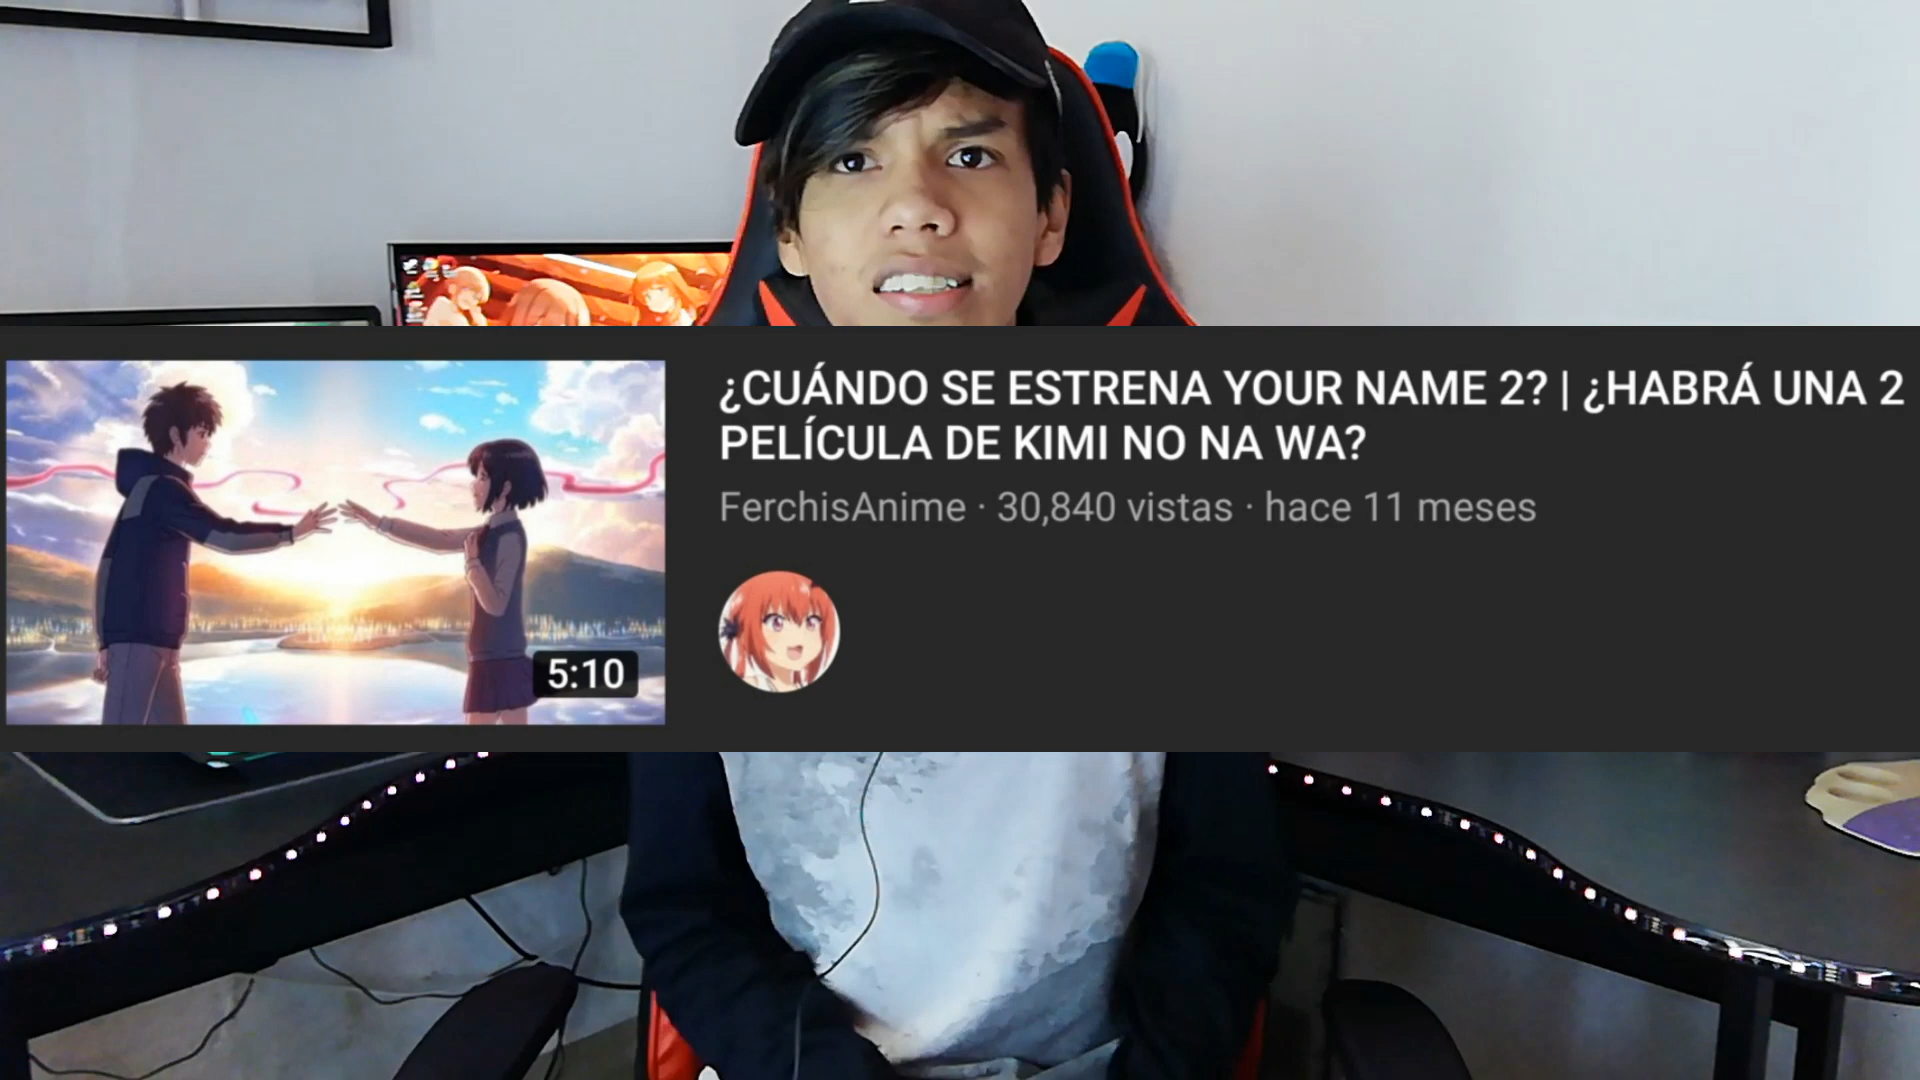 ¿CUÁNDO SE ESTRENA YOUR NAME 2? | ¿HABRÁ UNA 2
PELÍCULA DE KIMI NO NA WA?
FerchisAnime · 30,840 vistas · hace 11 meses
5:10